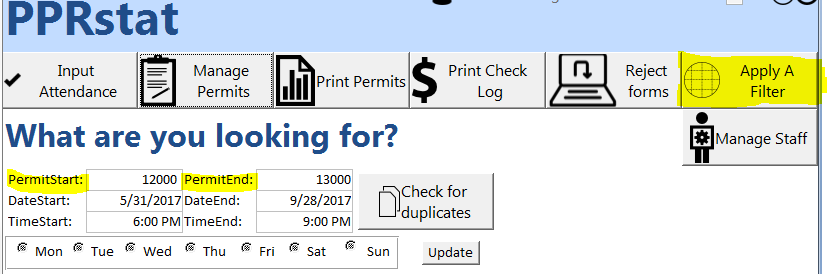 PPRstat
Input Attendance
Manage Permits
Print Permits
Print Check Log
Reject forms
Apply A Filter
Manage Staff
What are you looking for?
PermitStart: 12000 PermitEnd: 13000
DateStart: 5/31/2017 DateEnd: 9/28/2017
TimeStart: 6:00 PM TimeEnd: 9:00 PM
Check for duplicates
Mon Tue Wed Thu Fri Sat Sun
Update